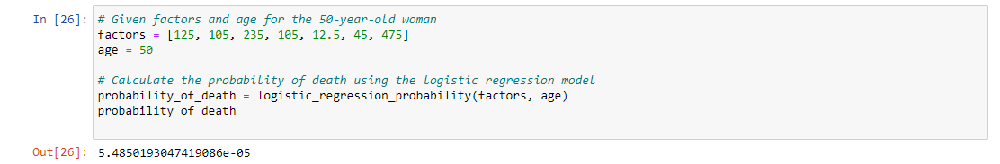 In [26]: # Given factors and age for the 50-year-old woman
factors = [125, 105, 235, 105, 12.5, 45, 475]
age = 50
# Calculate the probability of death using the logistic regression model
probability_of_death = logistic_regression_probability(factors, age)
probability_of_death
Out[26]: 5.4850193047419086e-05